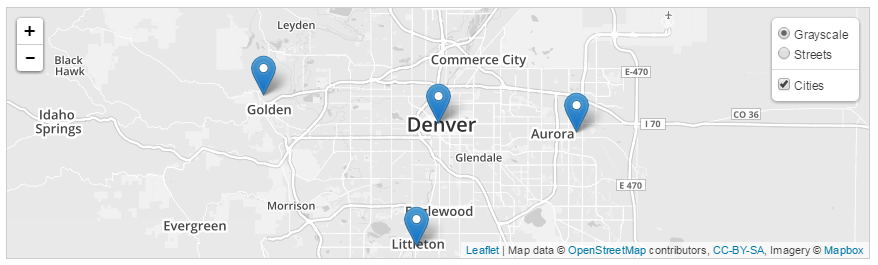 +
−
Leyden
Black
Hawk
Commerce City
E-470
Grayscale
Streets
Cities
Golden
Idaho
Springs
Denver
Aurora
I 70
CO 36
Glendale
E 470
Morrison
Evergreen
Littleton
Leaflet | Map data © OpenStreetMap contributors, CC-BY-SA, Imagery © Mapbox